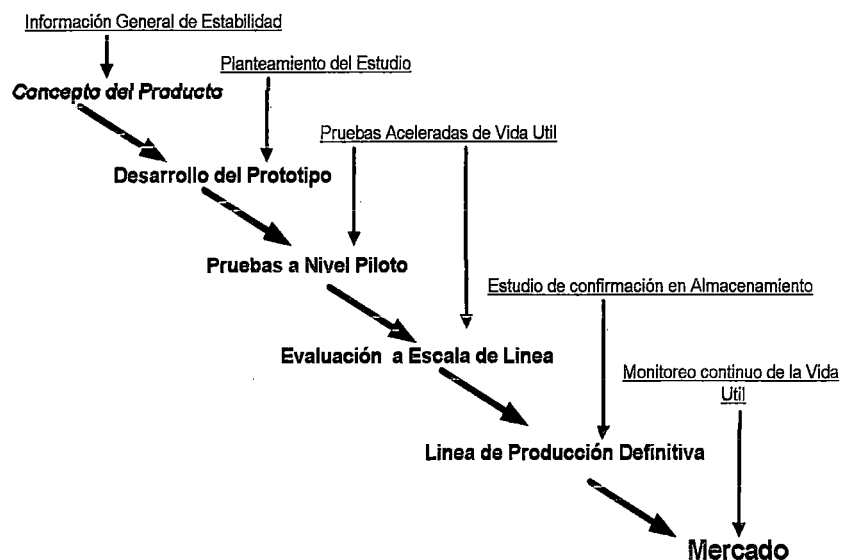 Información General de Estabilidad
Planteamiento del Estudio
Concepto del Producto
Pruebas Aceleradas de Vida Util
Desarrollo del Prototipo
Pruebas a Nivel Piloto
Estudio de confirmación en Almacenamiento
Evaluación a Escala de Linea
Monitoreo continuo de la Vida
Util
Linea de Producción Definitiva
Mercado